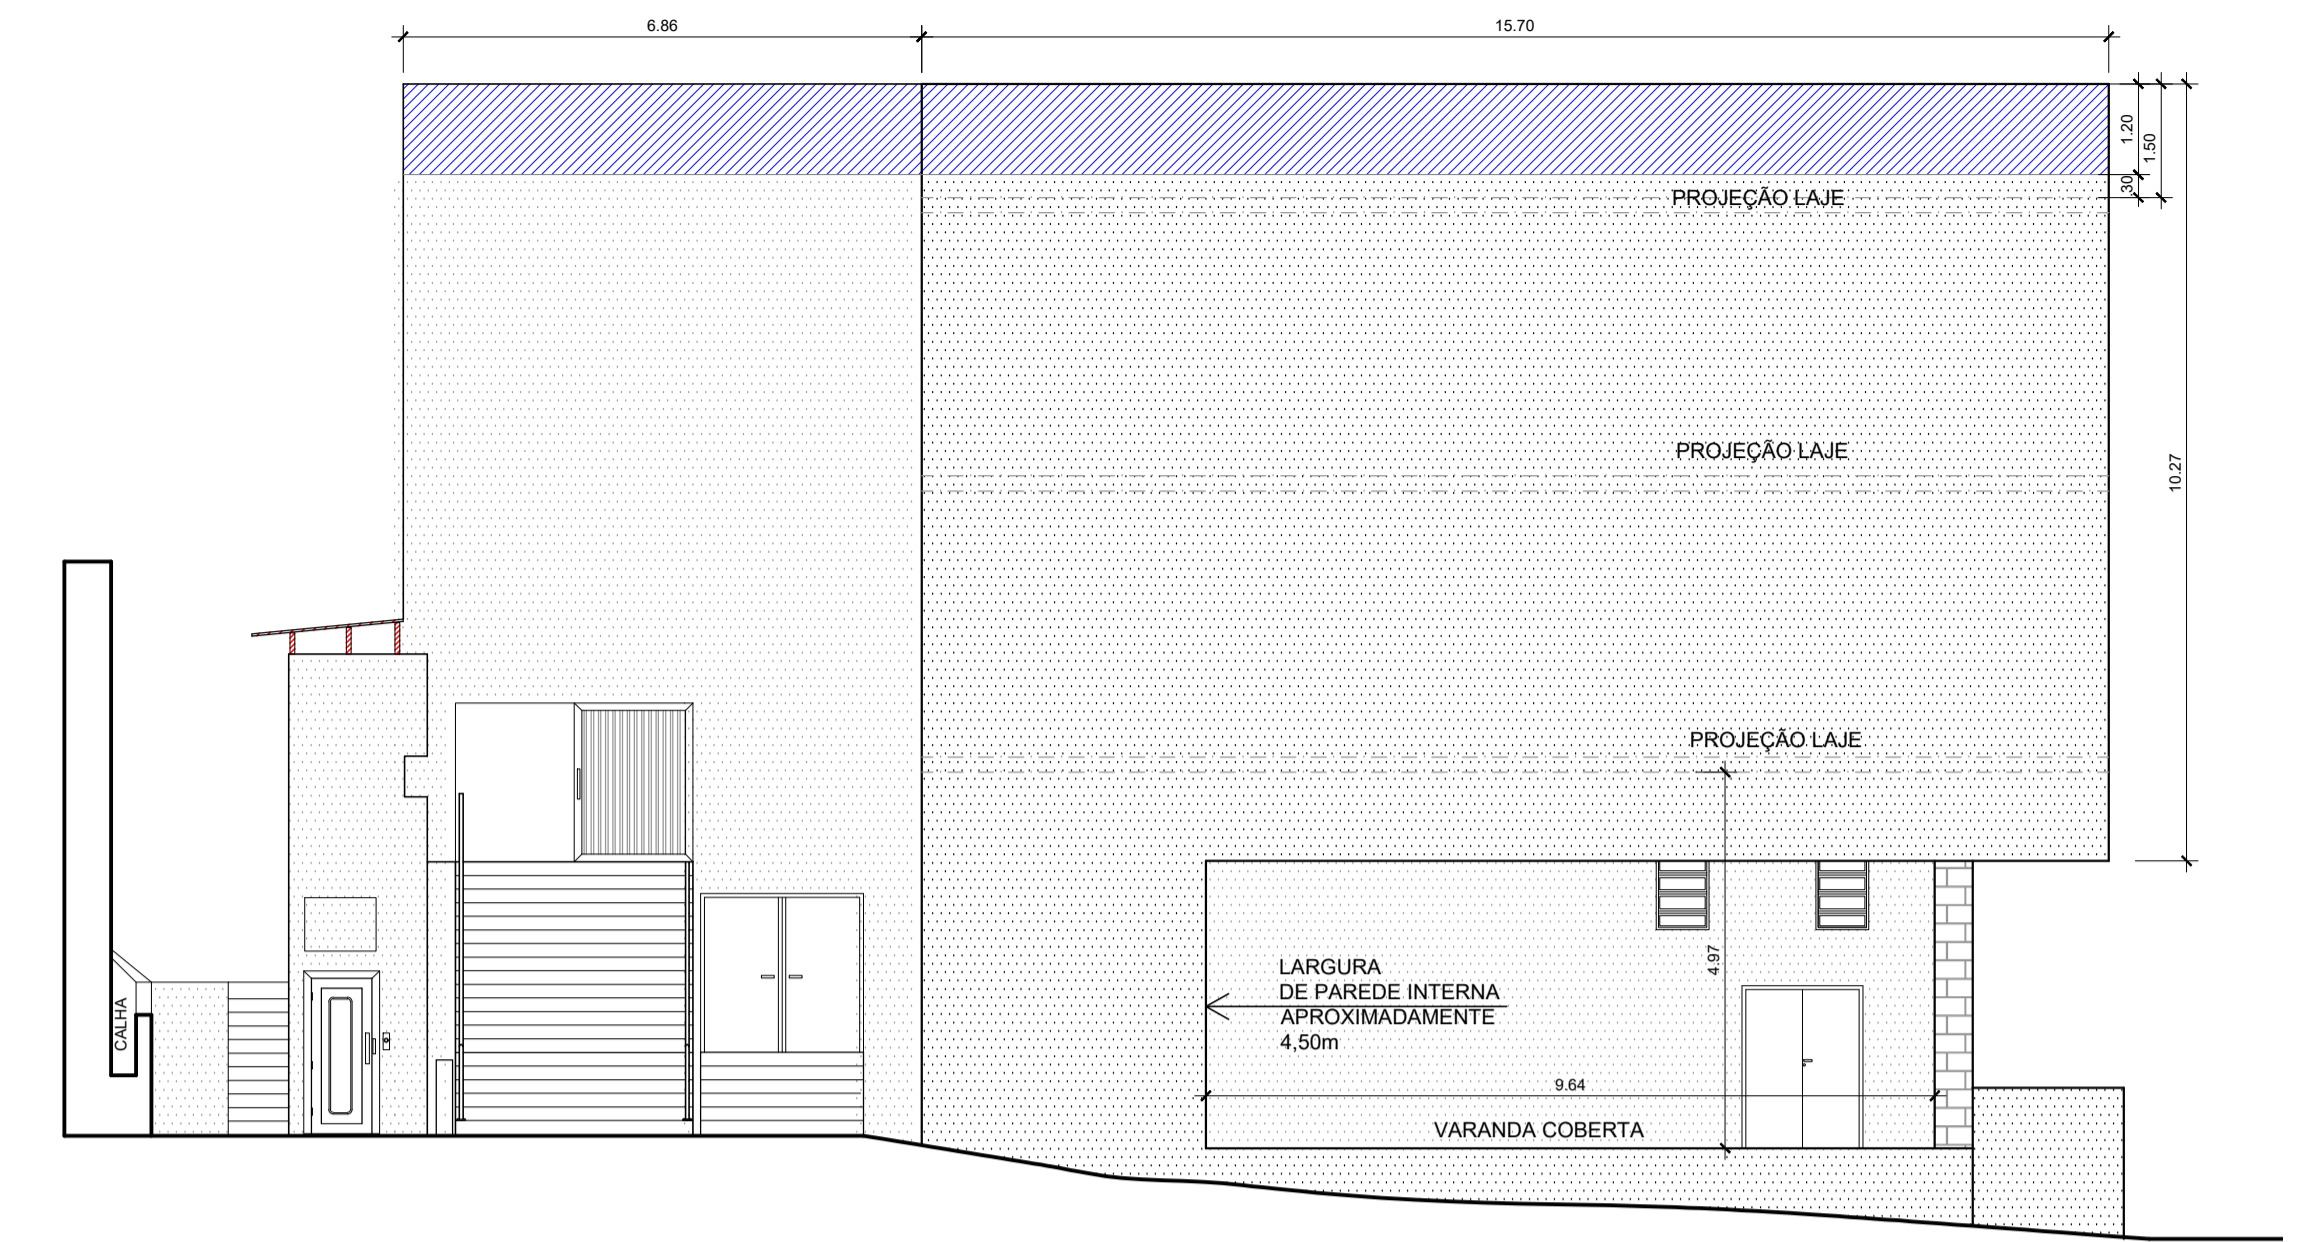 6.86
15.70
1.20
1.50
.30
PROJEÇÃO LAJE
PROJEÇÃO LAJE
10.27
PROJEÇÃO LAJE
4.97
LARGURA
DE PAREDE INTERNA
APROXIMADAMENTE
4,50m
CALHA
9.64
VARANDA COBERTA